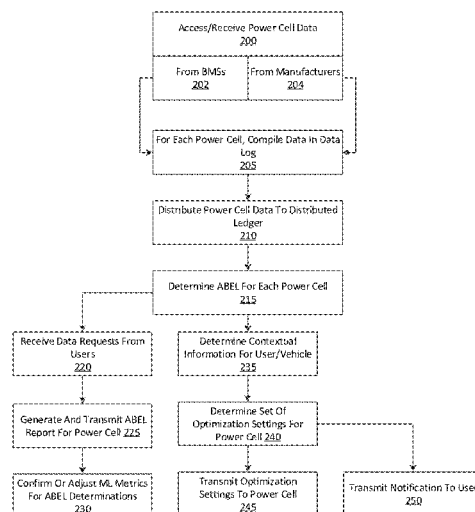 Access/Receive Power Cell Data
200
From BMSs
202
From Manufacturers
204
For Each Power Cell, Compile Data In Data
Log
205
Distribute Power Cell Data To Distributed
Ledger
210
Determine ABEL For Each Power Cell
215
Receive Data Requests From
Users
220
Determine Contextual
Information For User/Vehicle
235
Generate And Transmit ABEL
Report For Power Cell 225
Determine Set Of
Optimization Settings For
Power Cell 240
Confirm Or Adjust ML Metrics
For ABEL Determinations
230
Transmit Optimization
Settings To Power Cell
245
Transmit Notification To User
250